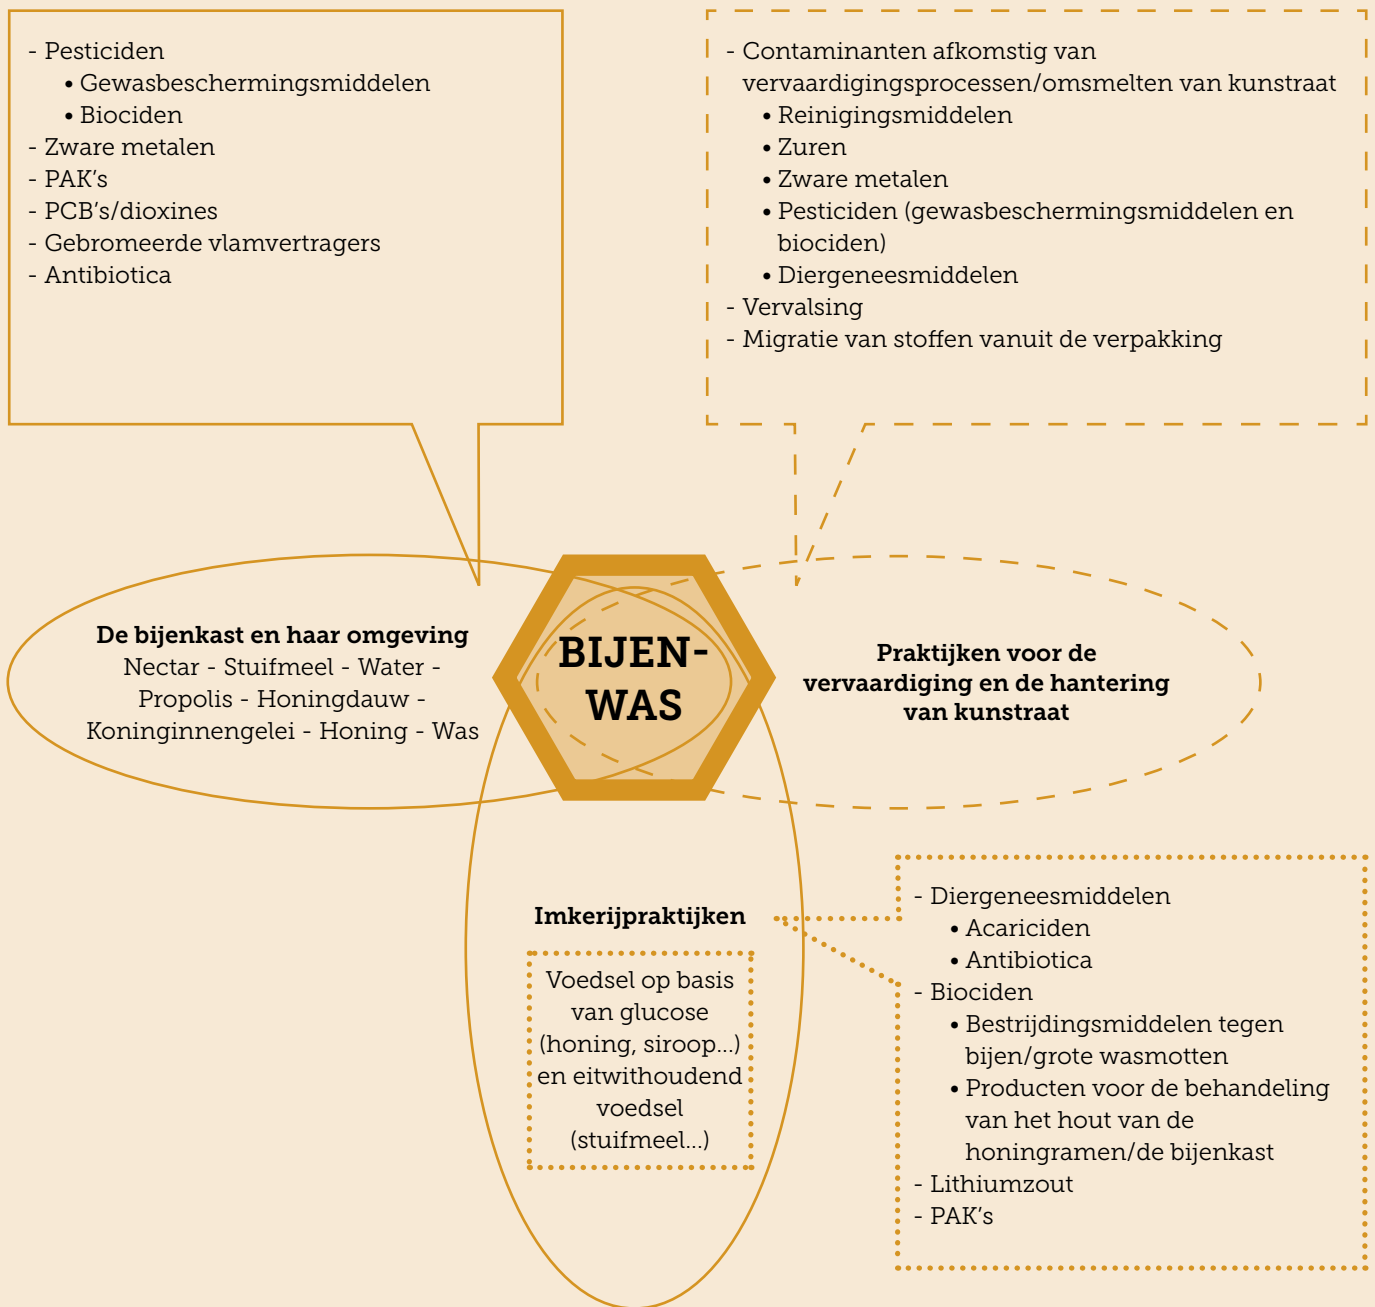 - Pesticiden
• Gewasbeschermingsmiddelen
• Biociden
- Zware metalen
- PAK's
- PCB's/dioxines
- Gebromeerde vlamvertragers
- Antibiotica
- Contaminanten afkomstig van
vervaardigingsprocessen/omsmelten van kunstraat
• Reinigingsmiddelen
• Zuren
• Zware metalen
• Pesticiden (gewasbeschermingsmiddelen en
biociden)
• Diergeneesmiddelen
- Vervalsing
- Migratie van stoffen vanuit de verpakking
De bijenkast en haar omgeving
Nectar - Stuifmeel - Water -
Propolis - Honingdauw -
Koninginnengelei - Honing - Was
BIJEN-
WAS
Praktijken voor de
vervaardiging en de hantering
van kunstraat
Imkerijpraktijken
Voedsel op basis
van glucose
(honing, siroop...)
en eitwithoudend
voedsel
(stuifmeel...)
- Diergeneesmiddelen
• Acariciden
• Antibiotica
- Biociden
• Bestrijdingsmiddelen tegen
bijen/grote wasmotten
• Producten voor de behandeling
van het hout van de
honingramen/de bijenkast
- Lithiumzout
- PAK's